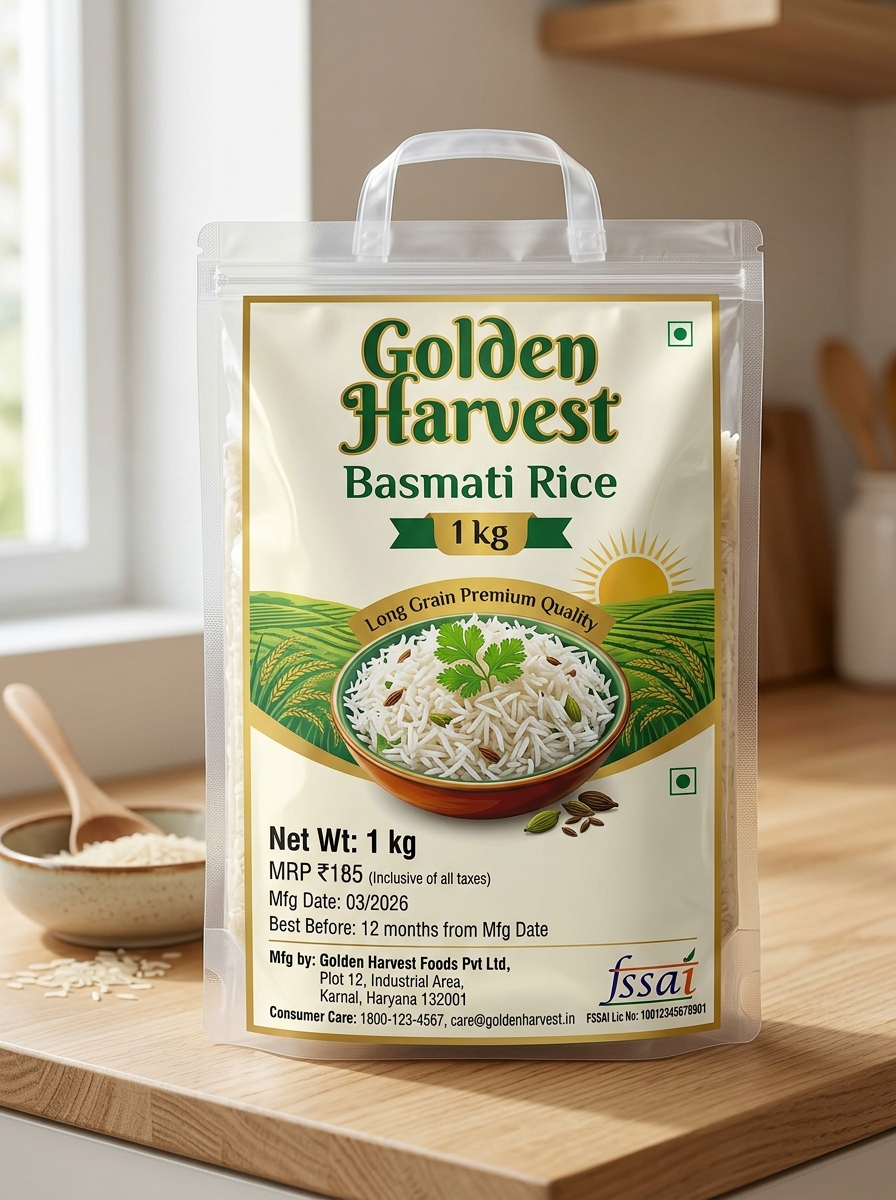 Golden
Harvest
Basmati Rice
1 kg
Long Grain Premium Quality
Net Wt: 1 kg
MRP ₹185 (Inclusive of all taxes)
Mfg Date: 03/2026
Best Before: 12 months from Mfg Date
Mfg by: Golden Harvest Foods Pvt Ltd,
Plot 12, Industrial Area,
Karnal, Haryana 132001
Consumer Care: 1800-123-4567, care@goldenharvest.in
fssai
FSSAI Lic No: 10012345678901